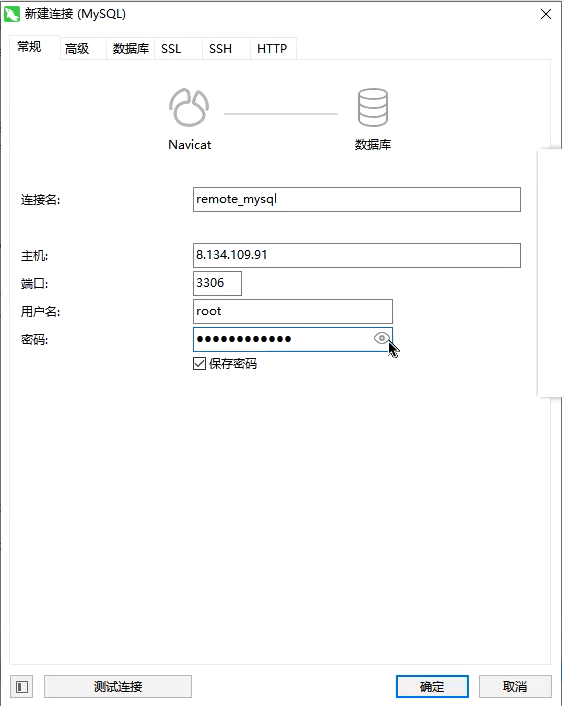 新建连接 (MySQL)
常规 高级 数据库 SSL SSH HTTP
Navicat 数据库
连接名: remote_mysql
主机: 8.134.109.91
端口: 3306
用户名: root
密码: ●●●●●●●●●●●●
保存密码
测试连接 确定 取消